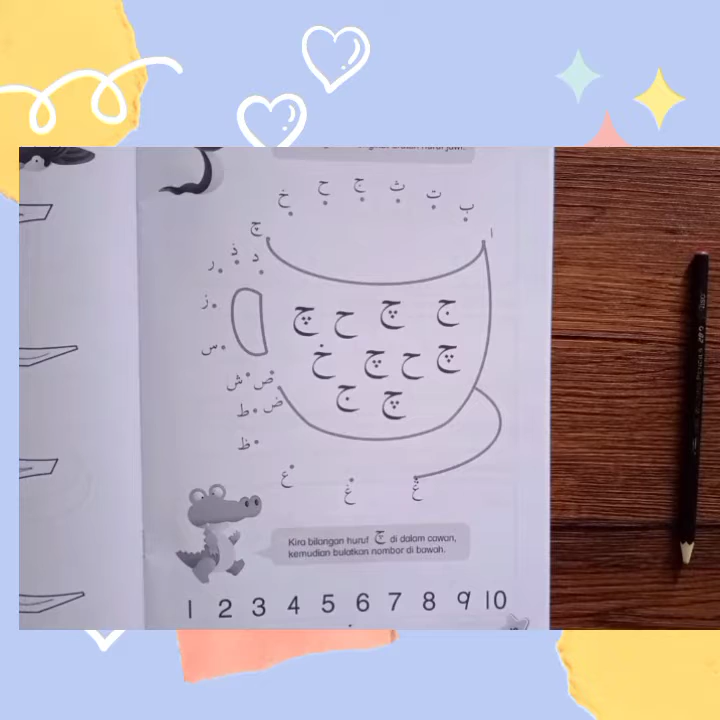 خ ح ج ث ت ب ا
چ
ر ذ د
ز
س
ش ص
ط ض
ظ
ع غ ڠ
چ ح چ ج
خ چ ح چ
ج چ
Kira bilangan huruf چ di dalam cawan,
kemudian bulatkan nombor di bawah.
1 2 3 4 5 6 7 8 9 10